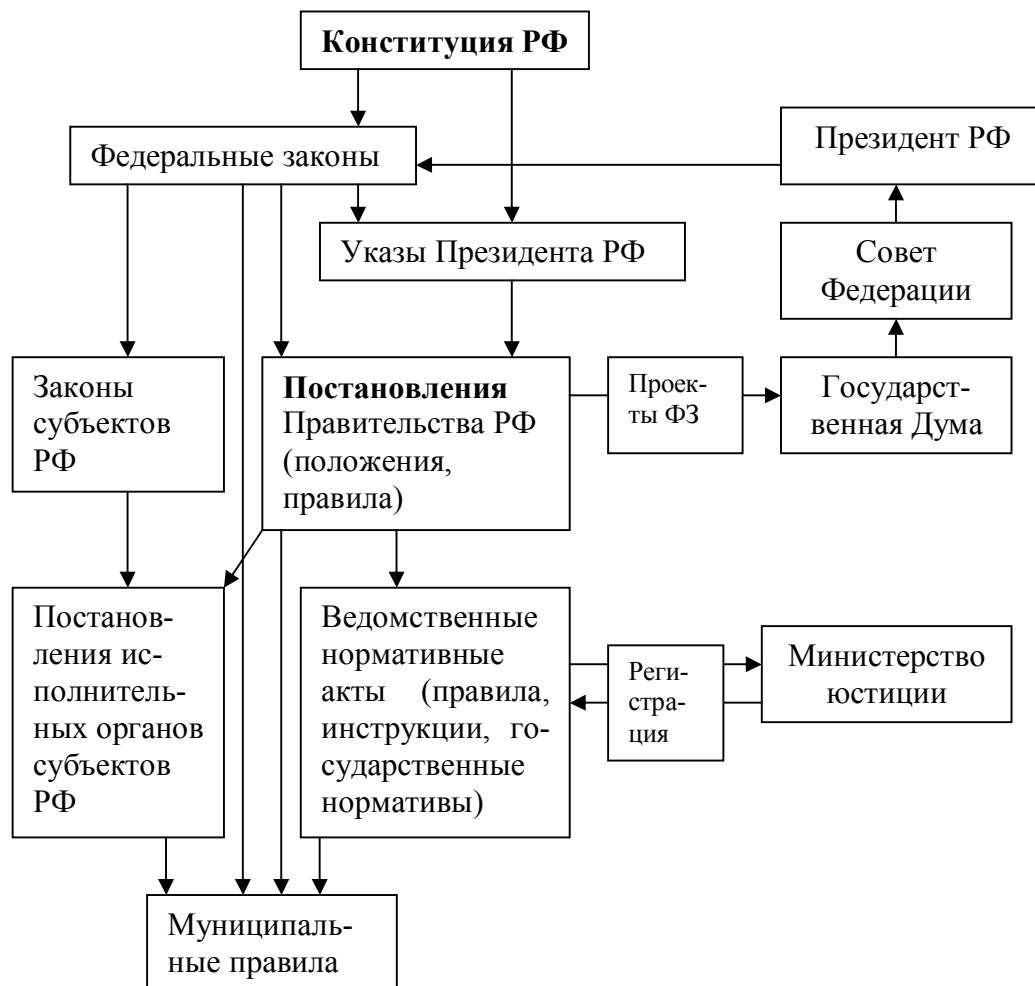 Конституция РФ
Федеральные законы
Президент РФ
Указы Президента РФ
Совет
Федерации
Законы
субъектов
РФ
Постановления
Правительства РФ
(положения,
правила)
Проек-
ты ФЗ
Государст-
венная Дума
Постанов-
ления ис-
полнитель-
ных органов
субъектов
РФ
Ведомственные
нормативные
акты (правила,
инструкции, го-
сударственные
нормативы)
Реги-
стра-
ция
Министерство
юстиции
Муниципаль-
ные правила